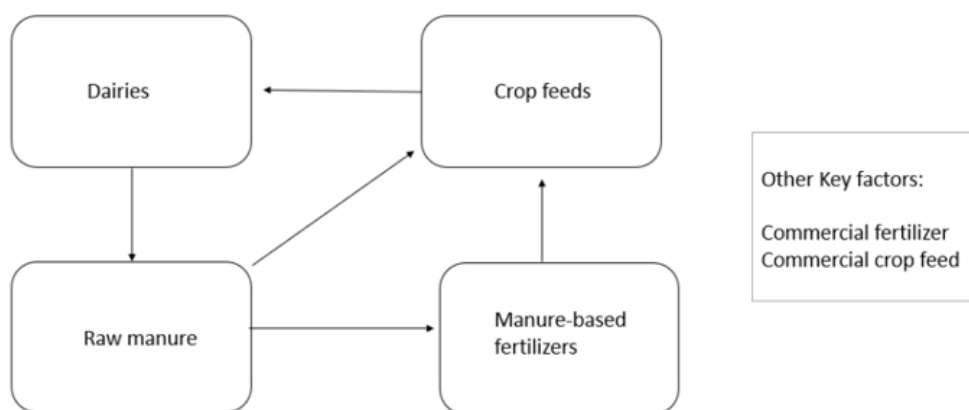 Dairies
Crop feeds
Raw manure
Manure-based
fertilizers
Other Key factors:
Commercial fertilizer
Commercial crop feed